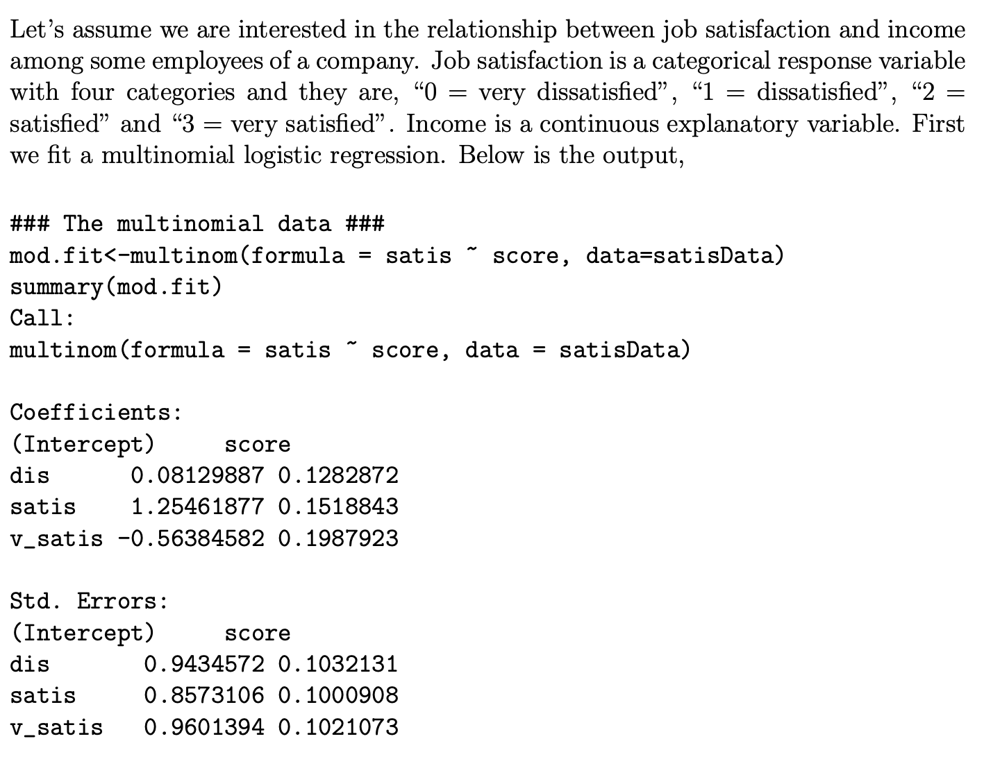 Let’s assume we are interested in the relationship between job satisfaction and income
among some employees of a company. Job satisfaction is a categorical response variable
with four categories and they are, “0 = very dissatisfied”, “1 = dissatisfied”, “2 =
satisfied” and “3 = very satisfied”. Income is a continuous explanatory variable. First
we fit a multinomial logistic regression. Below is the output,
### The multinomial data ###
mod.fit<-multinom(formula = satis ~ score, data=satisData)
summary(mod.fit)
Call:
multinom(formula = satis ~ score, data = satisData)
Coefficients:
(Intercept) score
dis 0.08129887 0.1282872
satis 1.25461877 0.1518843
v_satis -0.56384582 0.1987923
Std. Errors:
(Intercept) score
dis 0.9434572 0.1032131
satis 0.8573106 0.1000908
v_satis 0.9601394 0.1021073